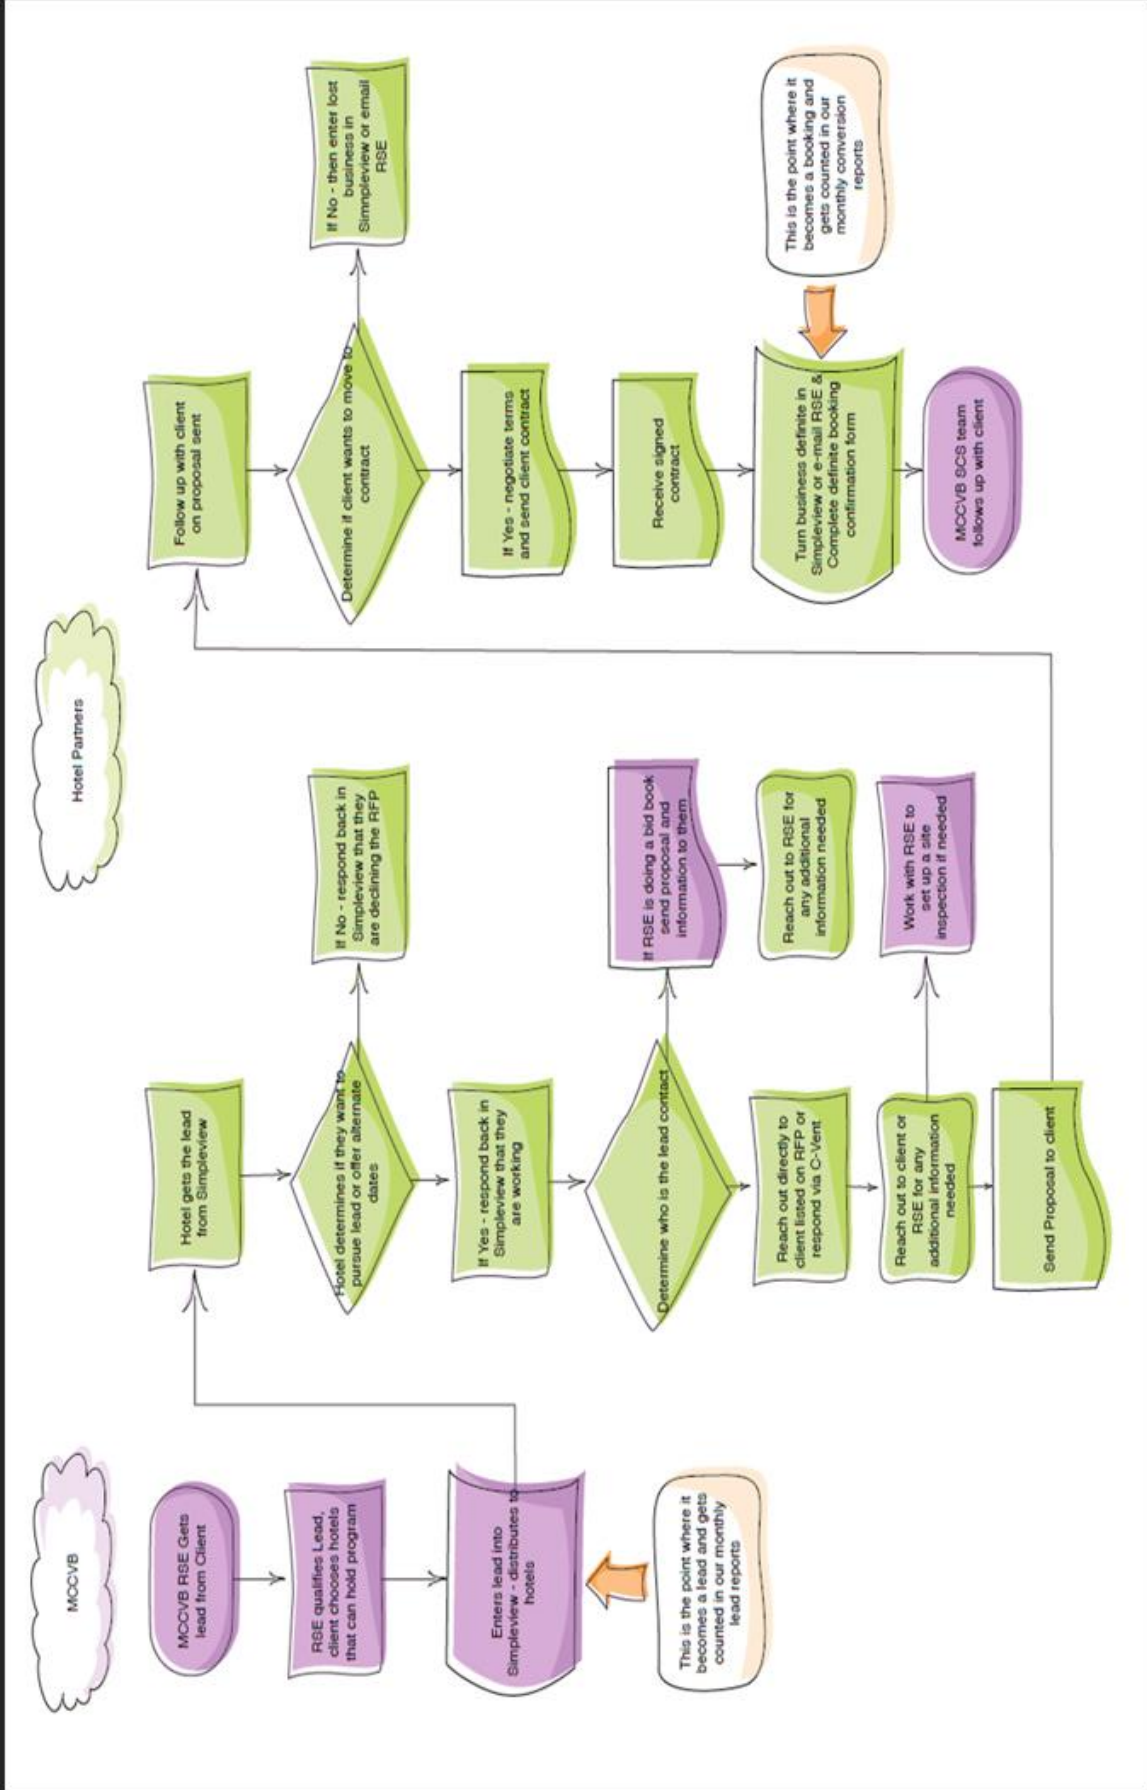 MCCVB
MCCVB RSE Gets
lead from Client
RSE qualifies Lead,
client chooses hotels
that can hold program
Enters lead into
Simpleview - distributes to
hotels
This is the point where it
becomes a lead and gets
counted in our monthly
lead reports
Hotel Partners
Hotel gets the lead
from Simpleview
Hotel determines if they want to
pursue lead or offer alternate
dates
If No - respond back in
Simpleview that they
are declining the RFP
If Yes - respond back in
Simpleview that they
are working
Determine who is the lead contact
If RSE is doing a bid book
send proposal and
information to them
Reach out to RSE for
any additional
information needed
Reach out directly to
client listed on RFP or
respond via C-Vent
Reach out to client or
RSE for any
additional information
needed
Work with RSE to
set up a site
inspection if needed
Send Proposal to client
Follow up with client
on proposal sent
Determine if client wants to move to
contract
If No - then enter lost
business in
Simnpleview or email
RSE
If Yes - negotiate terms
and send client contract
Receive signed
contract
Turn business definite in
Simpleview or e-mail RSE &
Complete definite booking
confirmation form
This is the point where it
becomes a booking and
gets counted in our
monthly conversion
reports
MCCVB SCS team
follows up with client